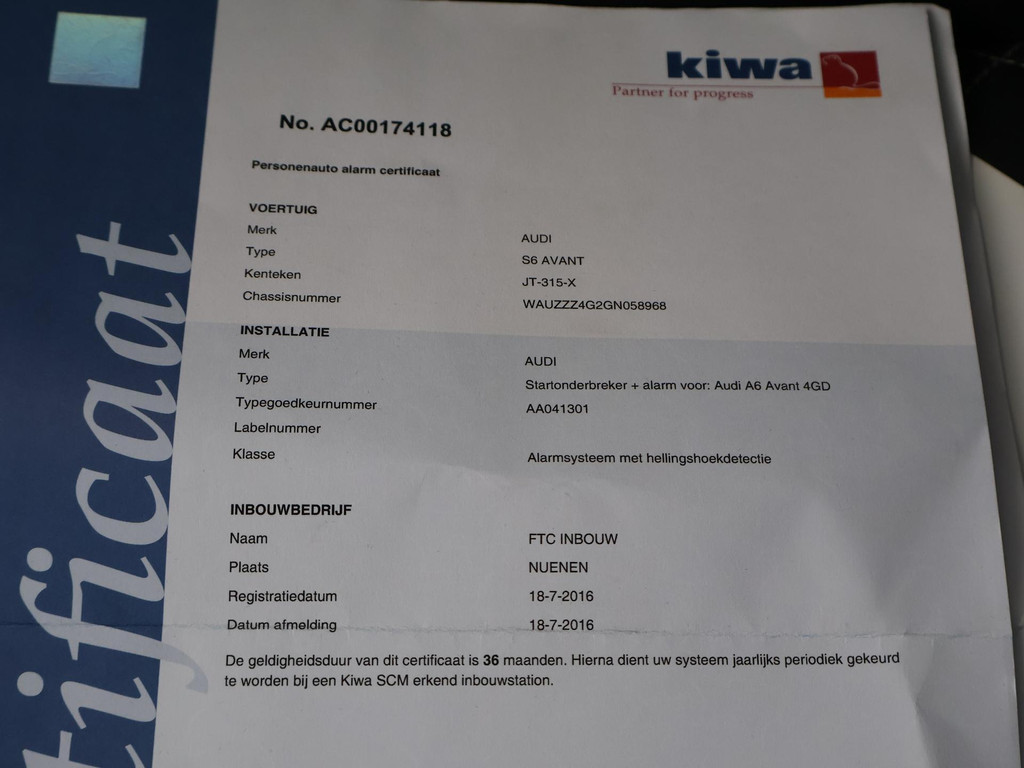 kiwa
Partner for progress
No. AC00174118
Personenauto alarm certificaat
VOERTUIG
Merk AUDI
Type S6 AVANT
Kenteken JT-315-X
Chassisnummer WAUZZZ4G2GN058968
INSTALLATIE
Merk AUDI
Type Startonderbreker + alarm voor: Audi A6 Avant 4GD
Typegoedkeurnummer AA041301
Labelnummer
Klasse Alarmsysteem met hellingshoekdetectie
INBOUWBEDRIJF
Naam FTC INBOUW
Plaats NUENEN
Registratiedatum 18-7-2016
Datum afmelding 18-7-2016
De geldigheidsduur van dit certificaat is 36 maanden. Hierna dient uw systeem jaarlijks periodiek gekeurd
te worden bij een Kiwa SCM erkend inbouwstation.
tificaat